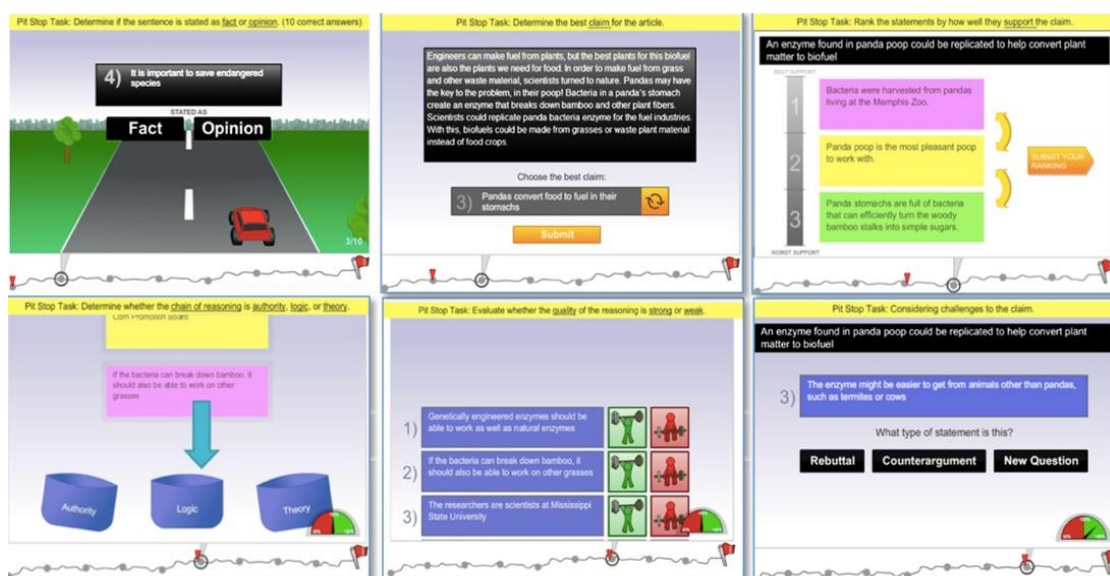 Pit Stop Task: Determine if the sentence is stated as fact or opinion. (10 correct answers)
4) It is important to save endangered
species
STATED AS
Fact Opinion
3/10
Pit Stop Task: Determine the best claim for the article.
Engineers can make fuel from plants, but the best plants for this biofuel
are also the plants we need for food. In order to make fuel from grass
and other waste material, scientists turned to nature. Pandas may have
the key to the problem, in their poop! Bacteria in a panda's stomach
create an enzyme that breaks down bamboo and other plant fibers.
Scientists could replicate panda bacteria enzyme for the fuel industries.
With this, biofuels could be made from grasses or waste plant material
instead of food crops.
Choose the best claim:
3) Pandas convert food to fuel in their
stomachs
Submit
Pit Stop Task: Rank the statements by how well they support the claim.
An enzyme found in panda poop could be replicated to help convert plant
matter to biofuel
BEST SUPPORT
1
Bacteria were harvested from pandas
living at the Memphis Zoo.
2
Panda poop is the most pleasant poop
to work with.
3
Panda stomachs are full of bacteria
that can efficiently turn the woody
bamboo stalks into simple sugars.
WORST SUPPORT
SUBMIT YOUR
RANKING
Pit Stop Task: Determine whether the chain of reasoning is authority, logic, or theory.
Corn Promotion Board
If the bacteria can break down bamboo, it
should also be able to work on other
grasses
Authority Logic Theory
Pit Stop Task: Evaluate whether the quality of the reasoning is strong or weak.
1) Genetically engineered enzymes should be
able to work as well as natural enzymes
2) If the bacteria can break down bamboo, it
should also be able to work on other grasses
3) The researchers are scientists at Mississippi
State University
Pit Stop Task: Considering challenges to the claim.
An enzyme found in panda poop could be replicated to help convert plant
matter to biofuel
3) The enzyme might be easier to get from animals other than pandas,
such as termites or cows
What type of statement is this?
Rebuttal Counterargument New Question